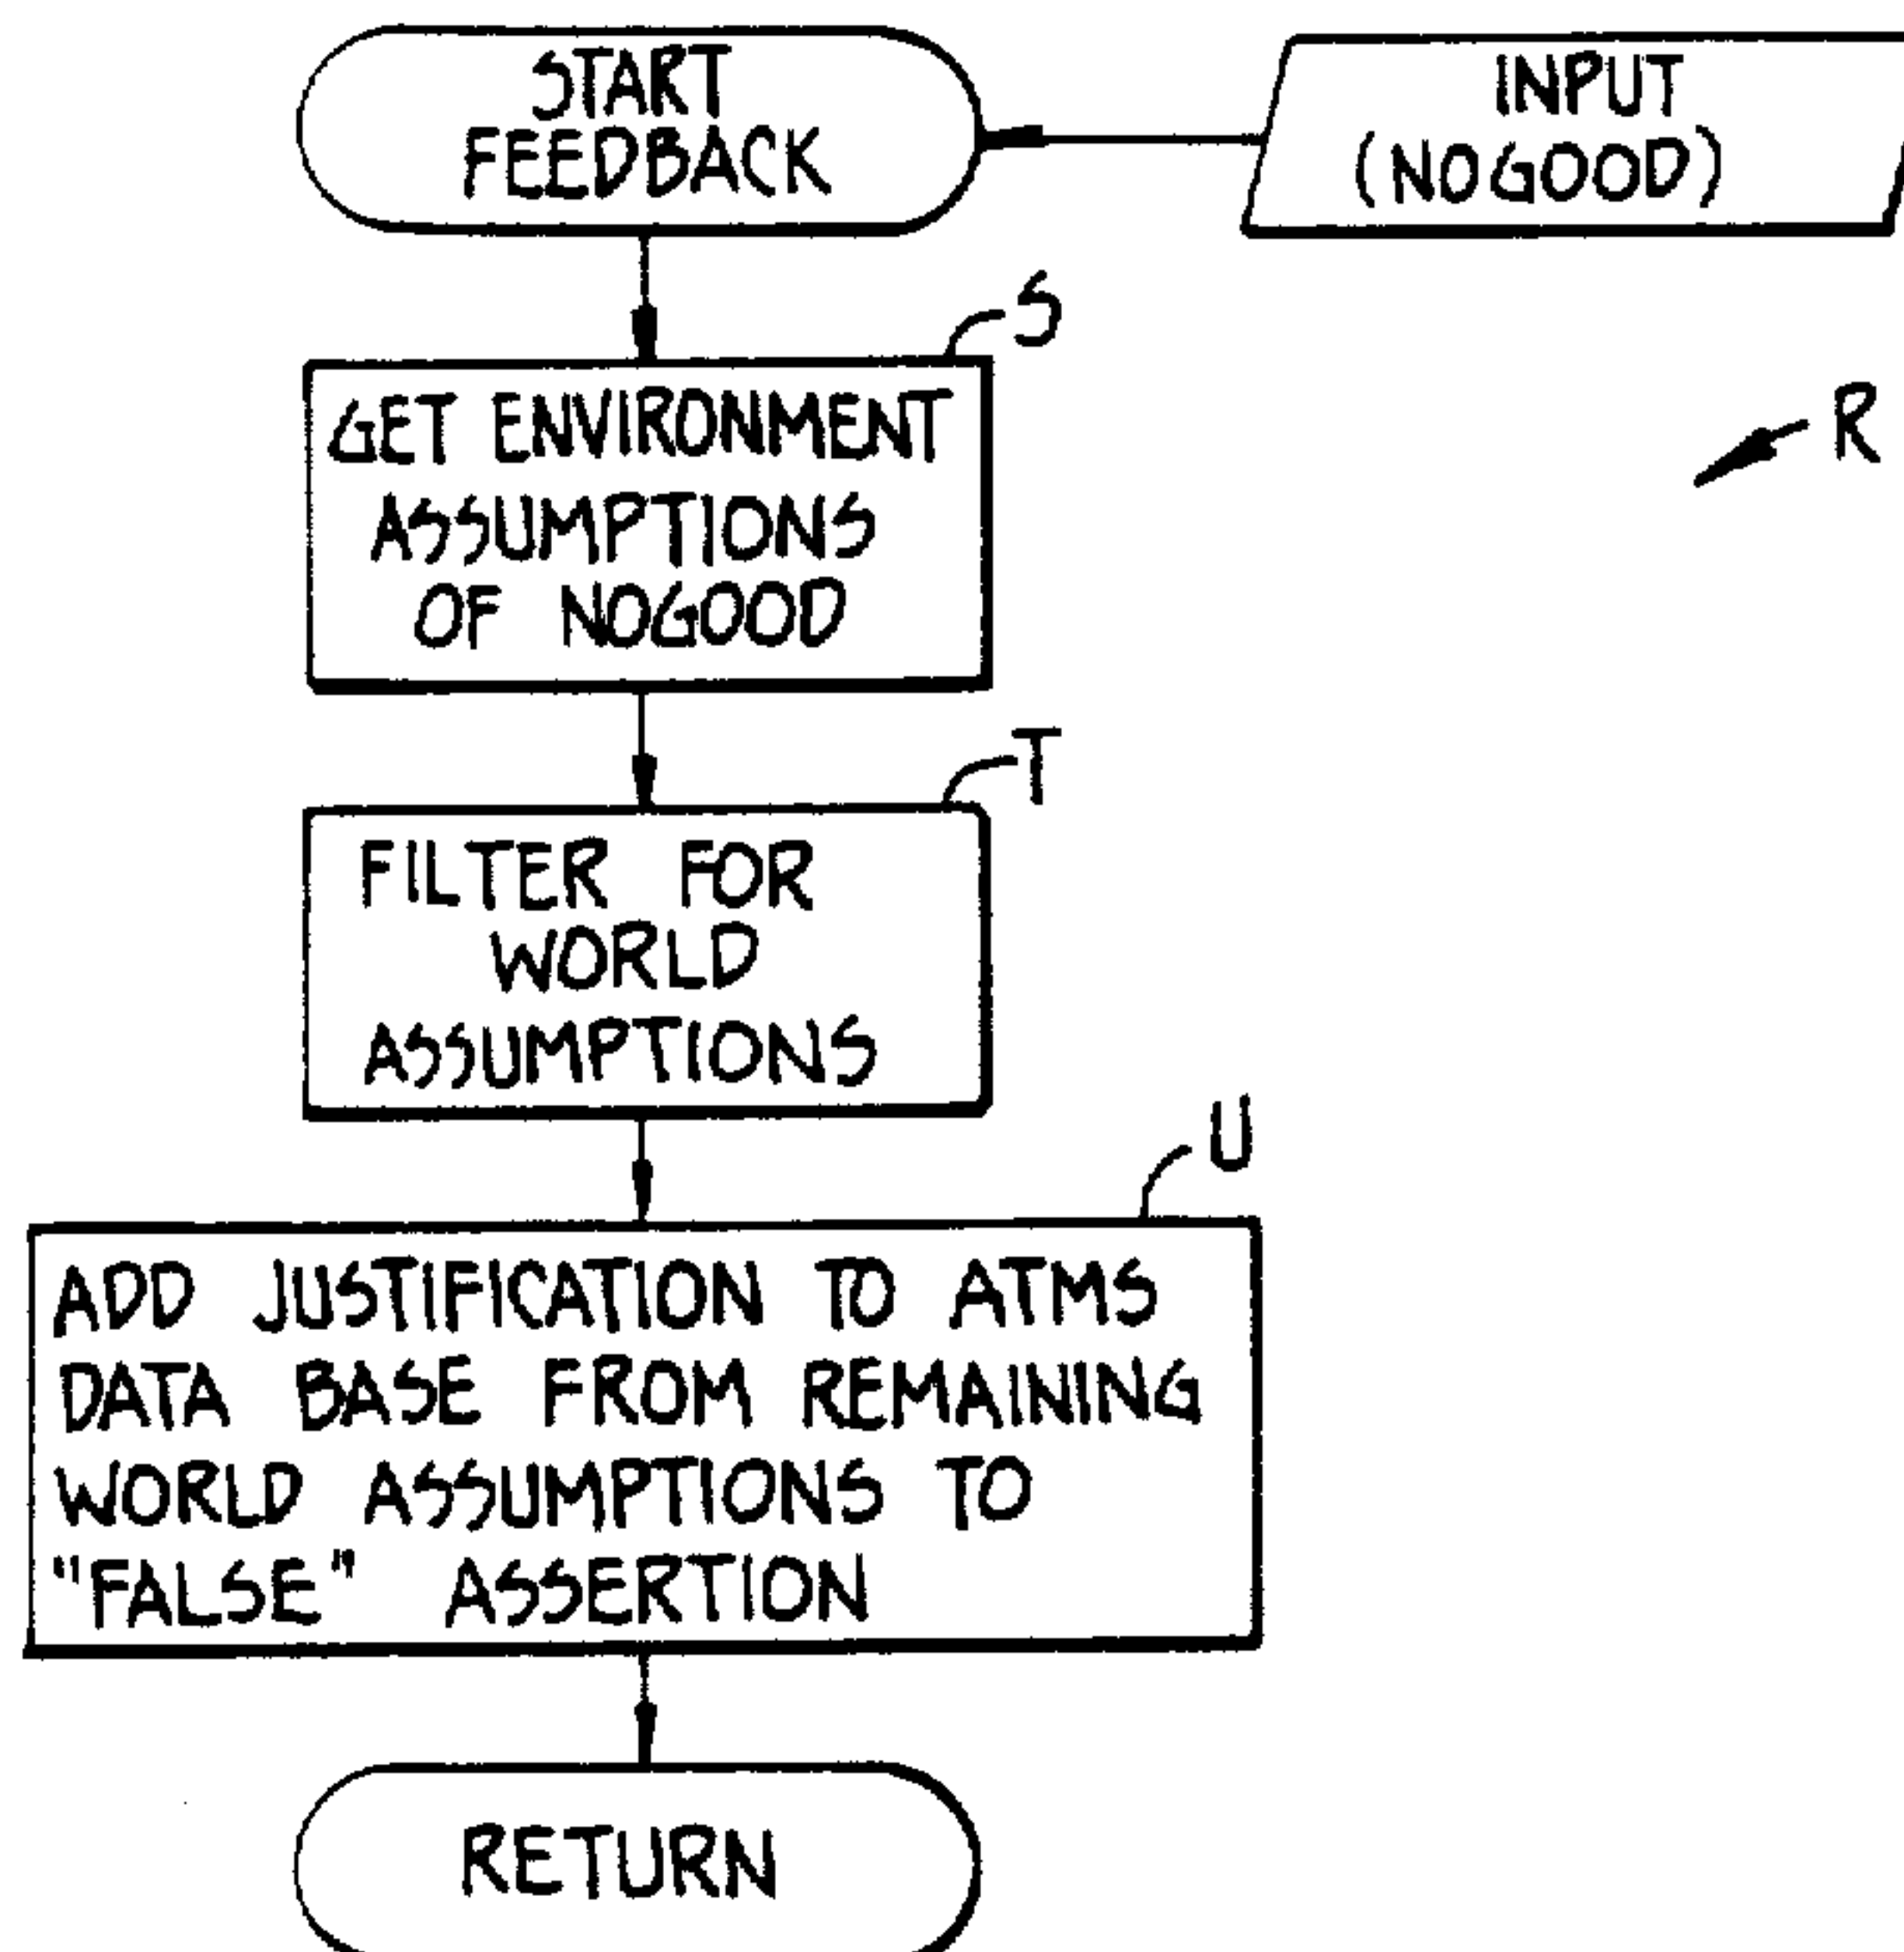 START
FEEDBACK
INPUT
(NOGOOD)
S
GET ENVIRONMENT
ASSUMPTIONS
OF NOGOOD
R
T
FILTER FOR
WORLD
ASSUMPTIONS
U
ADD JUSTIFICATION TO ATMS
DATA BASE FROM REMAINING
WORLD ASSUMPTIONS TO
"FALSE" ASSERTION
RETURN